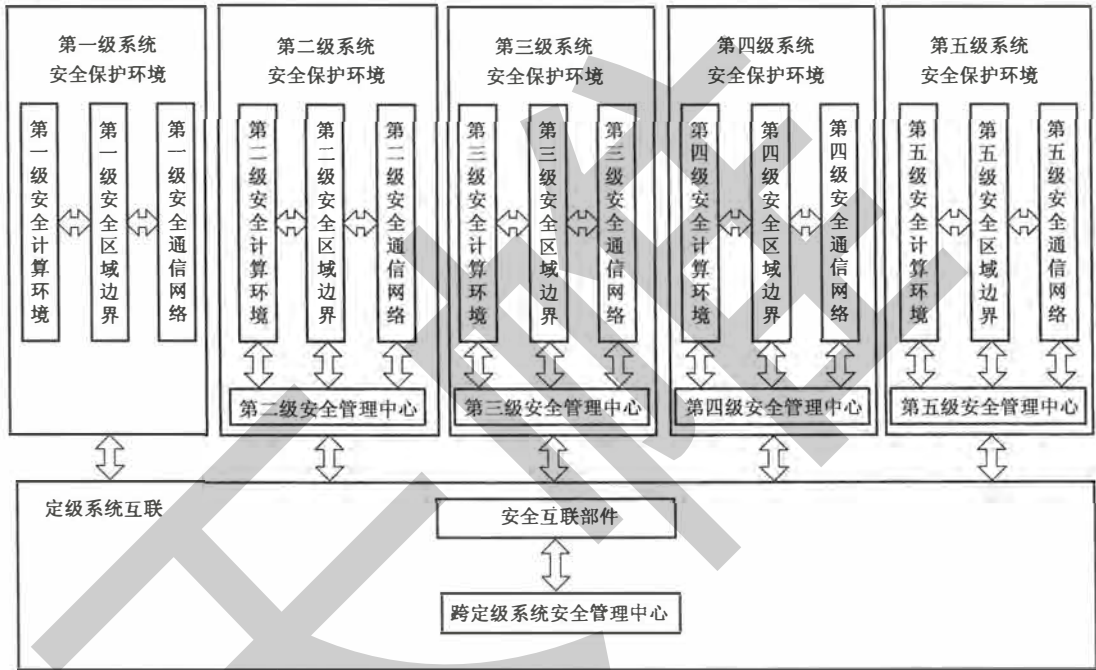 第一级系统
安全保护环境
第一级安全计算环境
第一级安全区域边界
第一级安全通信网络
第二级系统
安全保护环境
第二级安全计算环境
第二级安全区域边界
第二级安全通信网络
第二级安全管理中心
第三级系统
安全保护环境
第三级安全计算环境
第三级安全区域边界
第三级安全通信网络
第三级安全管理中心
第四级系统
安全保护环境
第四级安全计算环境
第四级安全区域边界
第四级安全通信网络
第四级安全管理中心
第五级系统
安全保护环境
第五级安全计算环境
第五级安全区域边界
第五级安全通信网络
第五级安全管理中心
定级系统互联
安全互联部件
跨定级系统安全管理中心